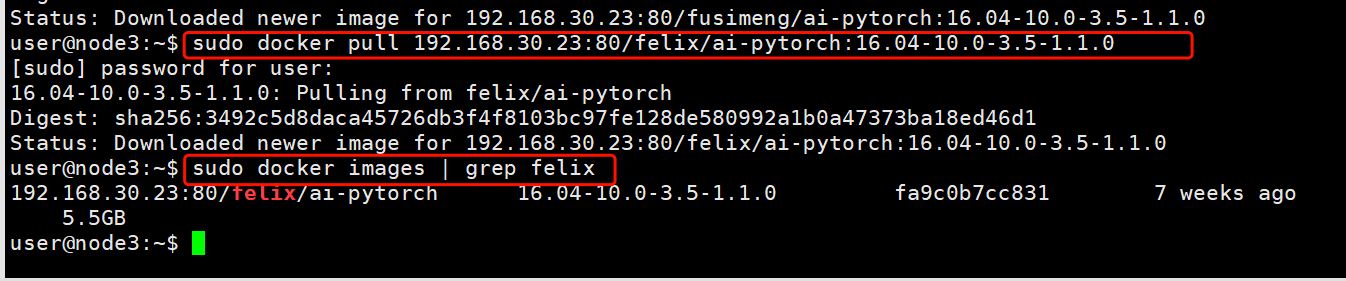 Status: Downloaded newer image for 192.168.30.23:80/fusimeng/ai-pytorch:16.04-10.0-3.5-1.1.0
user@node3:~$ sudo docker pull 192.168.30.23:80/felix/ai-pytorch:16.04-10.0-3.5-1.1.0
[sudo] password for user:
16.04-10.0-3.5-1.1.0: Pulling from felix/ai-pytorch
Digest: sha256:3492c5d8daca45726db3f4f8103bc97fe128de580992a1b0a47373ba18ed46d1
Status: Downloaded newer image for 192.168.30.23:80/felix/ai-pytorch:16.04-10.0-3.5-1.1.0
user@node3:~$ sudo docker images | grep felix
192.168.30.23:80/felix/ai-pytorch      16.04-10.0-3.5-1.1.0         fa9c0b7cc831        7 weeks ago
    5.5GB
user@node3:~$